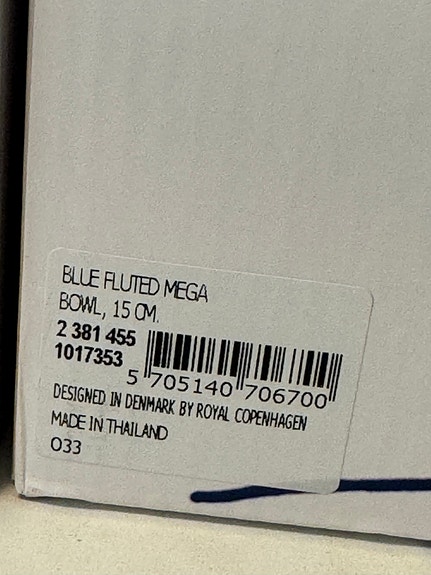 BLUE FLUTED MEGA
BOWL, 15 CM.
2 381 455
1017353
5 705140 706700
DESIGNED IN DENMARK BY ROYAL COPENHAGEN
MADE IN THAILAND
033